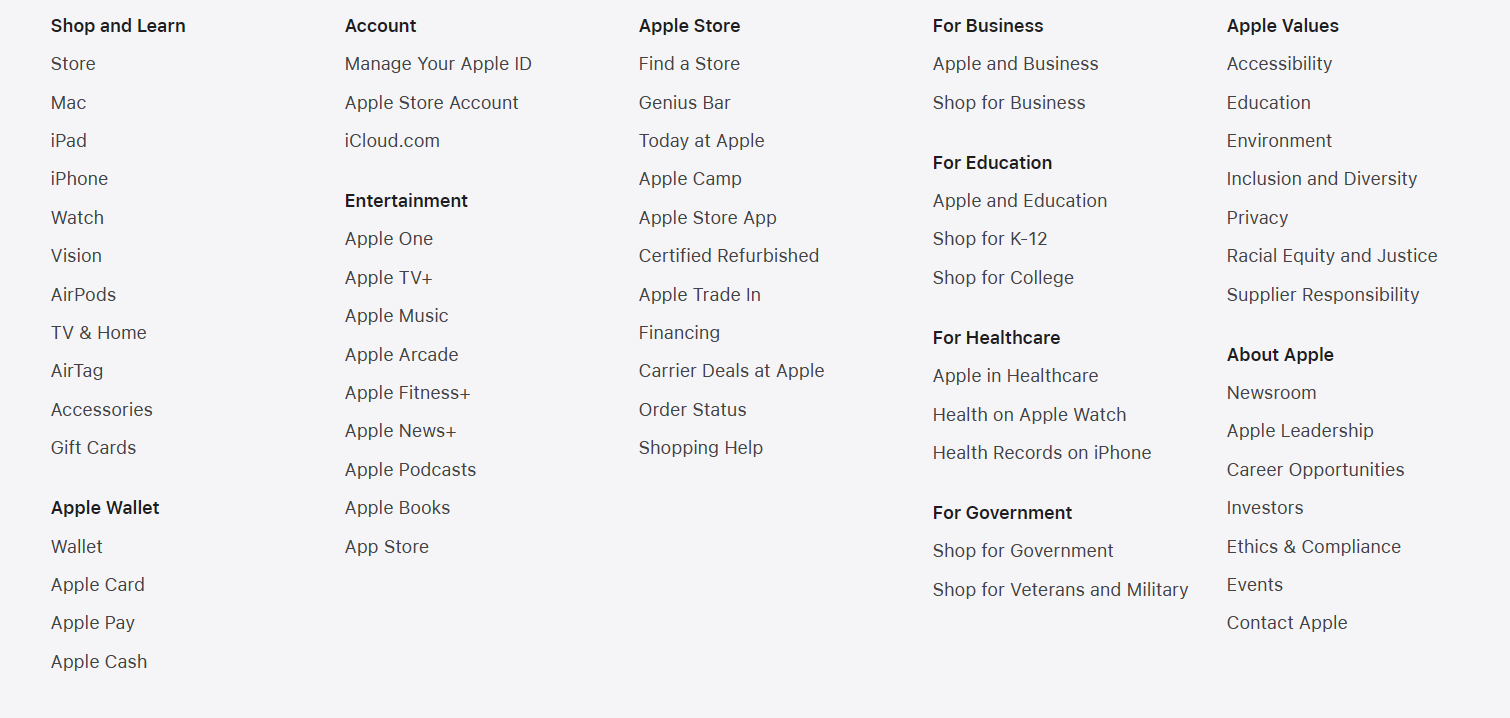 Shop and Learn
Store
Mac
iPad
iPhone
Watch
Vision
AirPods
TV & Home
AirTag
Accessories
Gift Cards
Apple Wallet
Wallet
Apple Card
Apple Pay
Apple Cash
Account
Manage Your Apple ID
Apple Store Account
iCloud.com
Entertainment
Apple One
Apple TV+
Apple Music
Apple Arcade
Apple Fitness+
Apple News+
Apple Podcasts
Apple Books
App Store
Apple Store
Find a Store
Genius Bar
Today at Apple
Apple Camp
Apple Store App
Certified Refurbished
Apple Trade In
Financing
Carrier Deals at Apple
Order Status
Shopping Help
For Business
Apple and Business
Shop for Business
For Education
Apple and Education
Shop for K-12
Shop for College
For Healthcare
Apple in Healthcare
Health on Apple Watch
Health Records on iPhone
For Government
Shop for Government
Shop for Veterans and Military
Apple Values
Accessibility
Education
Environment
Inclusion and Diversity
Privacy
Racial Equity and Justice
Supplier Responsibility
About Apple
Newsroom
Apple Leadership
Career Opportunities
Investors
Ethics & Compliance
Events
Contact Apple